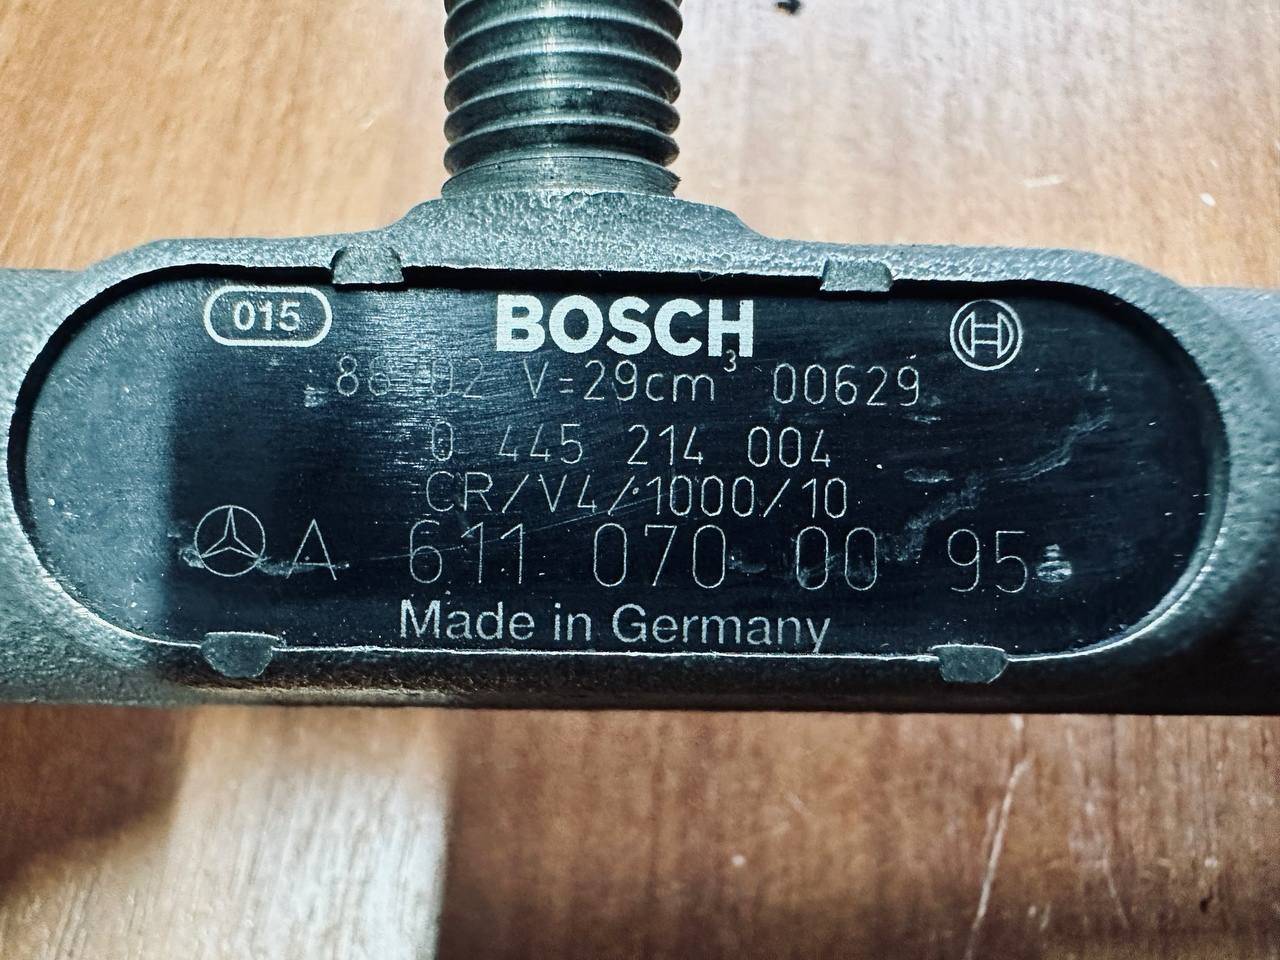 015
BOSCH
02 V=29cm³ 00629
0 445 214 004
CR/V4/1000/10
A 611 070 00 95
Made in Germany